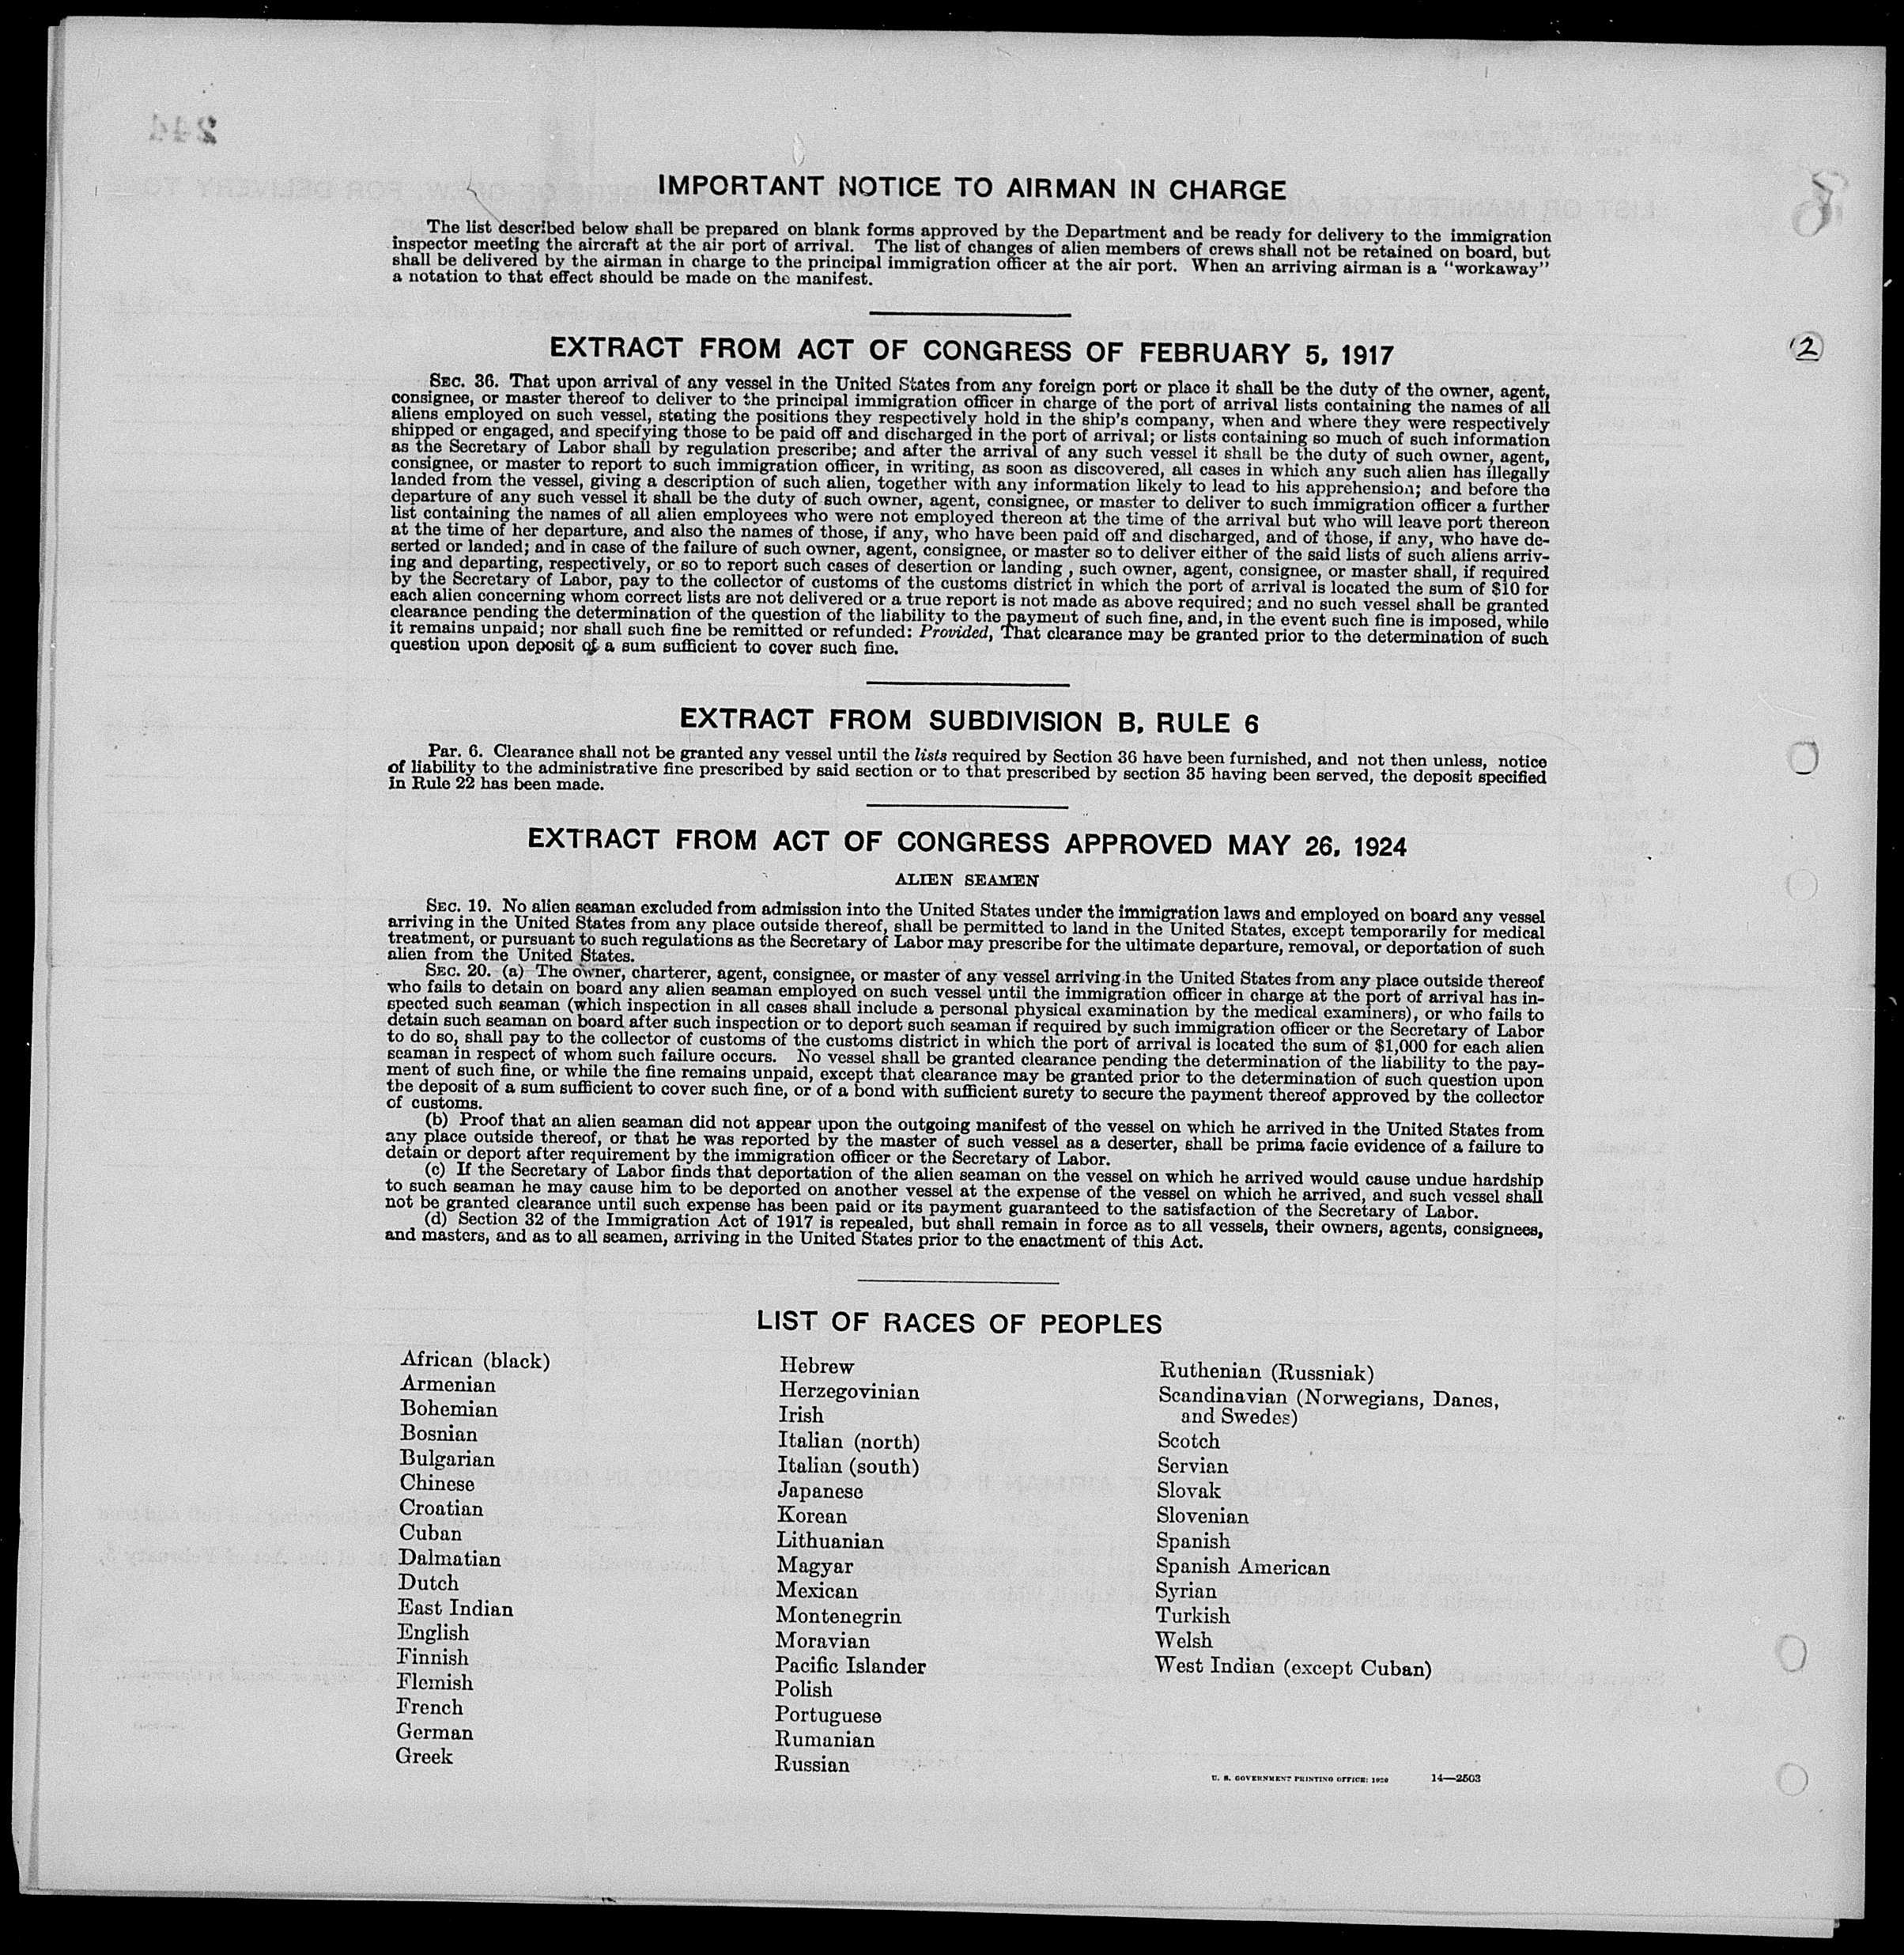 IMPORTANT NOTICE TO AIRMAN IN CHARGE
The list described below shall be prepared on blank forms approved by the Department and be ready for delivery to the immigration
inspector meeting the aircraft at the air port of arrival. The list of changes of alien members of crews shall not be retained on board, but
shall be delivered by the airman in charge to the principal immigration officer at the air port. When an arriving airman is a "workaway"
a notation to that effect should be made on the manifest.
EXTRACT FROM ACT OF CONGRESS OF FEBRUARY 5, 1917
2
SEC. 36. That upon arrival of any vessel in the United States from any foreign port or place it shall be the duty of the owner, agent,
consignee, or master thereof to deliver to the principal immigration officer in charge of the port of arrival lists containing the names of all
aliens employed on such vessel, stating the positions they respectively hold in the ship's company, when and where they were respectively
shipped or engaged, and specifying those to be paid off and discharged in the port of arrival; or lists containing so much of such information
as the Secretary of Labor shall by regulation prescribe; and after the arrival of any such vessel it shall be the duty of such owner, agent,
consignee, or master to report to such immigration officer, in writing, as soon as discovered, all cases in which any such alien has illegally
landed from the vessel, giving a description of such alien, together with any information likely to lead to his apprehension; and before the
departure of any such vessel it shall be the duty of such owner, agent, consignee, or master to deliver to such immigration officer a further
list containing the names of all alien employees who were not employed thereon at the time of the arrival but who will leave port thereon
at the time of her departure, and also the names of those, if any, who have been paid off and discharged, and of those, if any, who have de-
serted or landed; and in case of the failure of such owner, agent, consignee, or master so to deliver either of the said lists of such aliens arriv-
ing and departing, respectively, or so to report such cases of desertion or landing, such owner, agent, consignee, or master shall, if required
by the Secretary of Labor, pay to the collector of customs of the customs district in which the port of arrival is located the sum of $10 for
each alien concerning whom correct lists are not delivered or a true report is not made as above required; and no such vessel shall be granted
clearance pending the determination of the question of the liability to the payment of such fine, and, in the event such fine is imposed, while
it remains unpaid; nor shall such fine be remitted or refunded: Provided, That clearance may be granted prior to the determination of such
question upon deposit of a sum sufficient to cover such fine.
EXTRACT FROM SUBDIVISION B, RULE 6
Par. 6. Clearance shall not be granted any vessel until the lists required by Section 36 have been furnished, and not then unless, notice
of liability to the administrative fine prescribed by said section or to that prescribed by section 35 having been served, the deposit specified
in Rule 22 has been made.
EXTRACT FROM ACT OF CONGRESS APPROVED MAY 26, 1924
ALIEN SEAMEN
SEC. 19. No alien seaman excluded from admission into the United States under the immigration laws and employed on board any vessel
arriving in the United States from any place outside thereof, shall be permitted to land in the United States, except temporarily for medical
treatment, or pursuant to such regulations as the Secretary of Labor may prescribe for the ultimate departure, removal, or deportation of such
alien from the United States.
SEC. 20. (a) The owner, charterer, agent, consignee, or master of any vessel arriving in the United States from any place outside thereof
who fails to detain on board any alien seaman employed on such vessel until the immigration officer in charge at the port of arrival has in-
spected such seaman (which inspection in all cases shall include a personal physical examination by the medical examiners), or who fails to
detain such seaman on board after such inspection or to deport such seaman if required by such immigration officer or the Secretary of Labor
to do so, shall pay to the collector of customs of the customs district in which the port of arrival is located the sum of $1,000 for each alien
seaman in respect of whom such failure occurs. No vessel shall be granted clearance pending the determination of the liability to the pay-
ment of such fine, or while the fine remains unpaid, except that clearance may be granted prior to the determination of such question upon
the deposit of a sum sufficient to cover such fine, or of a bond with sufficient surety to secure the payment thereof approved by the collector
of customs.
(b) Proof that an alien seaman did not appear upon the outgoing manifest of the vessel on which he arrived in the United States from
any place outside thereof, or that he was reported by the master of such vessel as a deserter, shall be prima facie evidence of a failure to
detain or deport after requirement by the immigration officer or the Secretary of Labor.
(c) If the Secretary of Labor finds that deportation of the alien seaman on the vessel on which he arrived would cause undue hardship
to such seaman he may cause him to be deported on another vessel at the expense of the vessel on which he arrived, and such vessel shall
not be granted clearance until such expense has been paid or its payment guaranteed to the satisfaction of the Secretary of Labor.
(d) Section 32 of the Immigration Act of 1917 is repealed, but shall remain in force as to all vessels, their owners, agents, consignees,
and masters, and as to all seamen, arriving in the United States prior to the enactment of this Act.
LIST OF RACES OF PEOPLES
African (black)
Armenian
Bohemian
Bosnian
Bulgarian
Chinese
Croatian
Cuban
Dalmatian
Dutch
East Indian
English
Finnish
Flemish
French
German
Greek
Hebrew
Herzegovinian
Irish
Italian (north)
Italian (south)
Japanese
Korean
Lithuanian
Magyar
Mexican
Montenegrin
Moravian
Pacific Islander
Polish
Portuguese
Rumanian
Russian
Ruthenian (Russniak)
Scandinavian (Norwegians, Danes,
and Swedes)
Scotch
Servian
Slovak
Slovenian
Spanish
Spanish American
Syrian
Turkish
Welsh
West Indian (except Cuban)
U. S. GOVERNMENT PRINTING OFFICE: 1929 14—2503